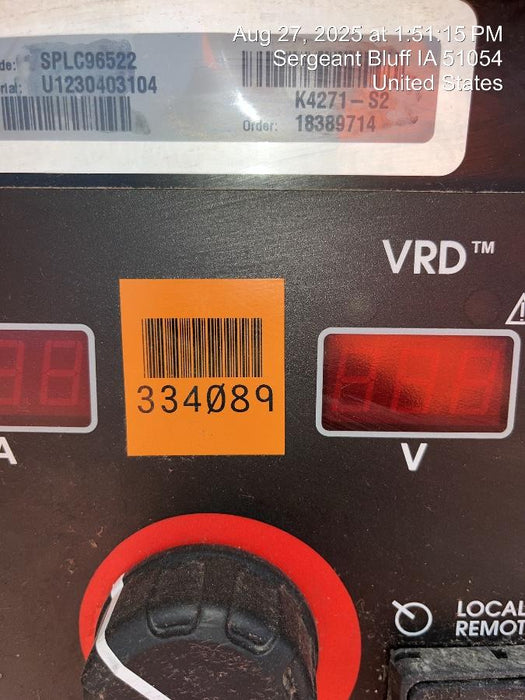 Aug 27, 2025 at 1:51:15 PM
Sergeant Bluff IA 51054
United States
de: SPLC96522
rial: U1230403104
K4271-S2
Order: 18389714
VRD™
334089
A
V
LOCAL
REMOT